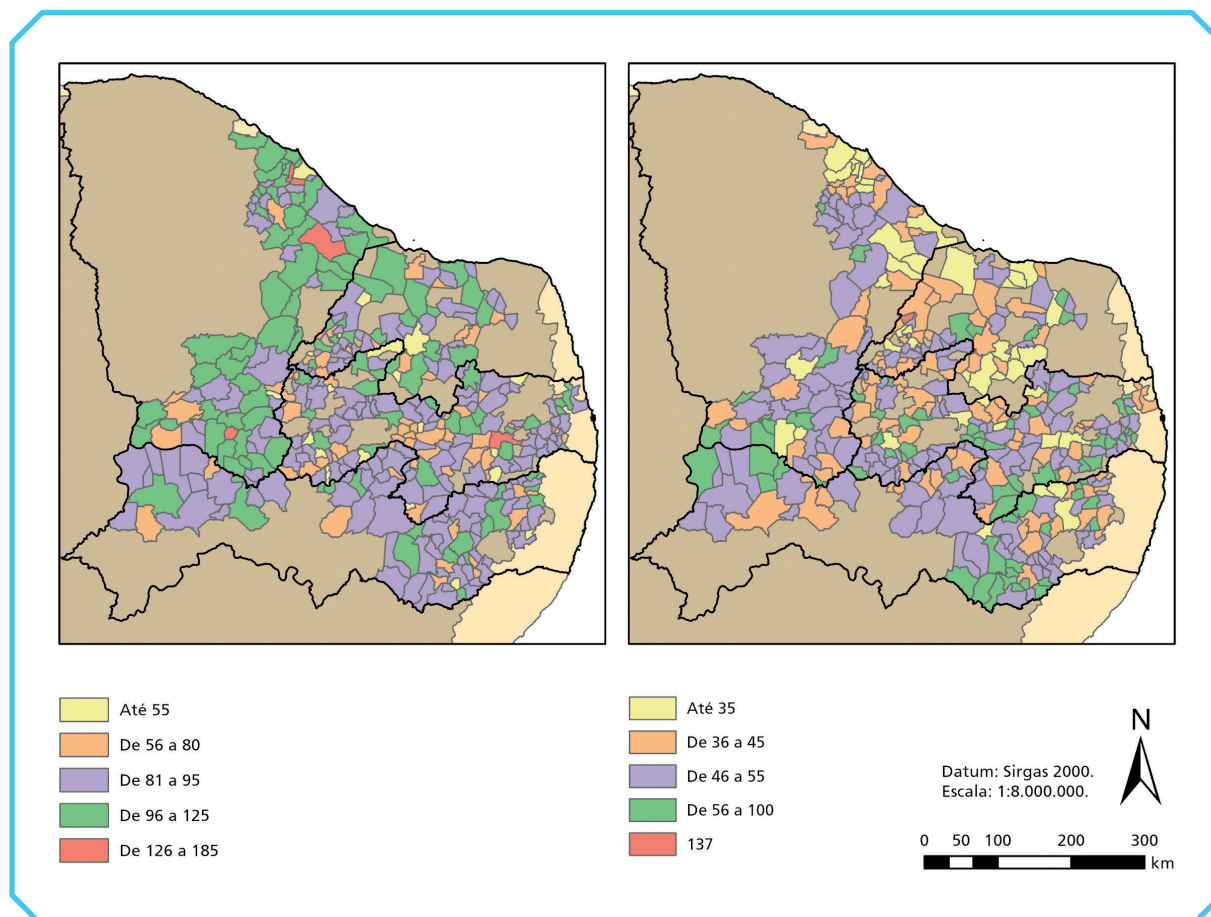 Até 55
De 56 a 80
De 81 a 95
De 96 a 125
De 126 a 185
Até 35
De 36 a 45
De 46 a 55
De 56 a 100
137
N
Datum: Sirgas 2000.
Escala: 1:8.000.000.
0 50 100 200 300
km